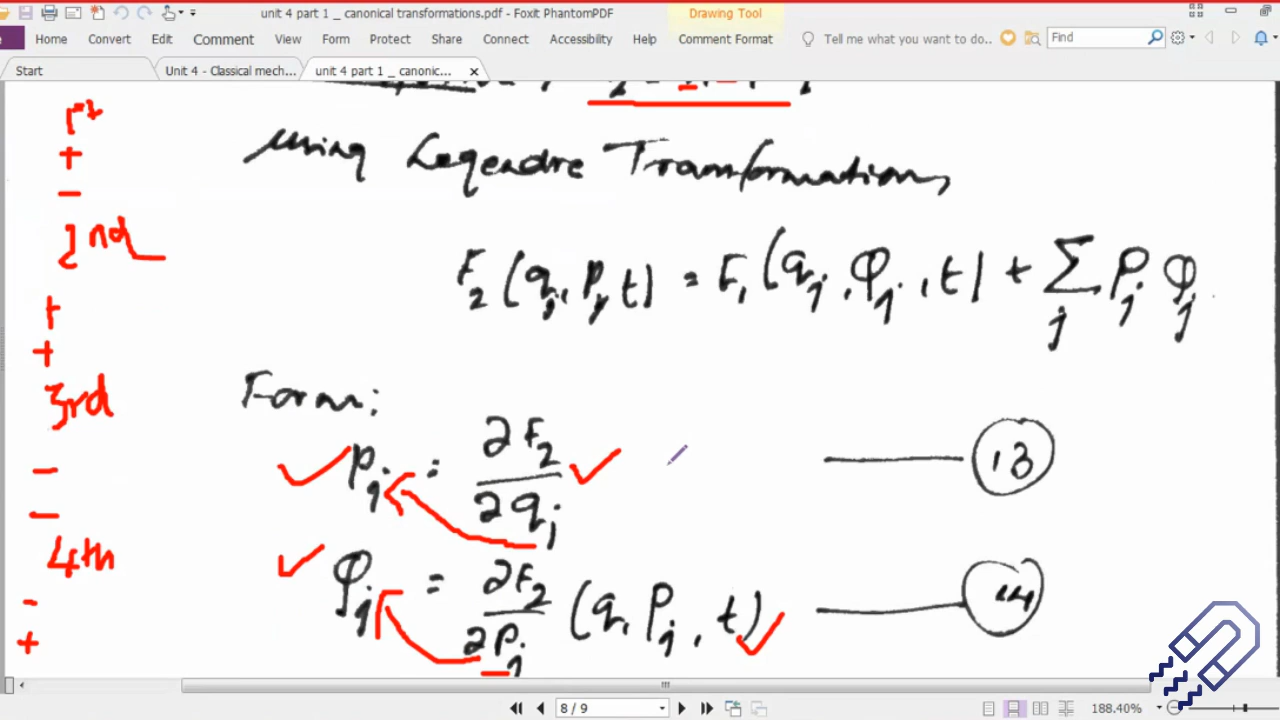 unit 4 part 1 _ canonical transformations.pdf - Foxit PhantomPDF
Drawing Tool
Home Convert Edit Comment View Form Protect Share Connect Accessibility Help Comment Format Tell me what you want to do.. Find
Start Unit 4 - Classical mech... unit 4 part 1 _ canonic...
1st
+
-
2nd
+
+
3rd
-
-
4th
-
+
using Legendre Transformations,
F₂ (qj, Pj, t) = F₁ (qj, Qj, t) + Σj Pj Qj
Form:
pj = ∂F₂/∂qj — 13
Qj = ∂F₂/∂Pj (q, Pj, t) — 14
8 / 9
188.40%